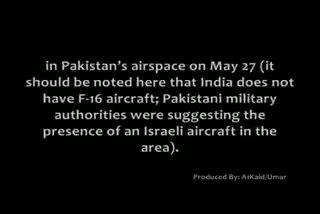 in Pakistan's airspace on May 27 (it
should be noted here that India does not
have F-16 aircraft; Pakistani military
authorities were suggesting the
presence of an Israeli aircraft in the
area).
Produced By: A1Kaid/Umar